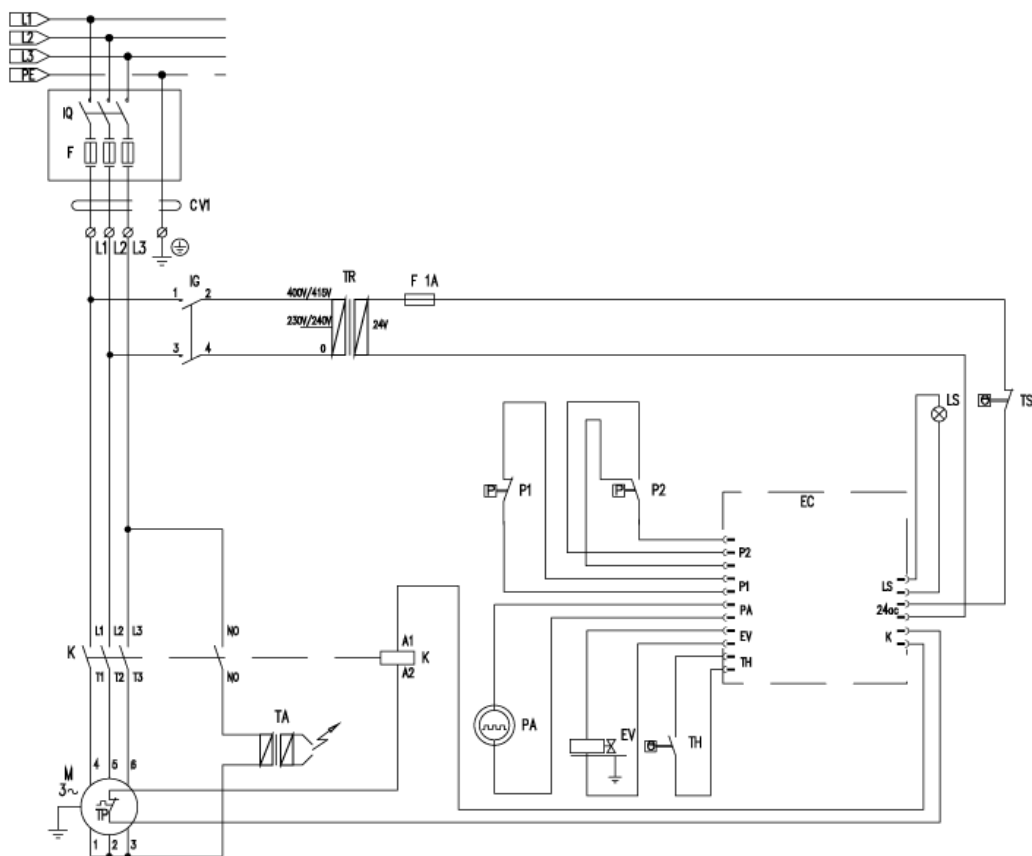 L1
L2
L3
PE
IQ
F
CV1
L1 L2 L3
IG
1 2
3 4
400V/415V
230V/240V
0
TR
24V
F 1A
LS
TS
P P1
P P2
EC
P2
P1
PA
EV
TH
LS
24ac
K
L1 L2 L3
NO
K
T1 T2 T3
NO
A1
K
A2
TA
PA
EV
TH
4 5 6
M
3~
TP
1 2 3